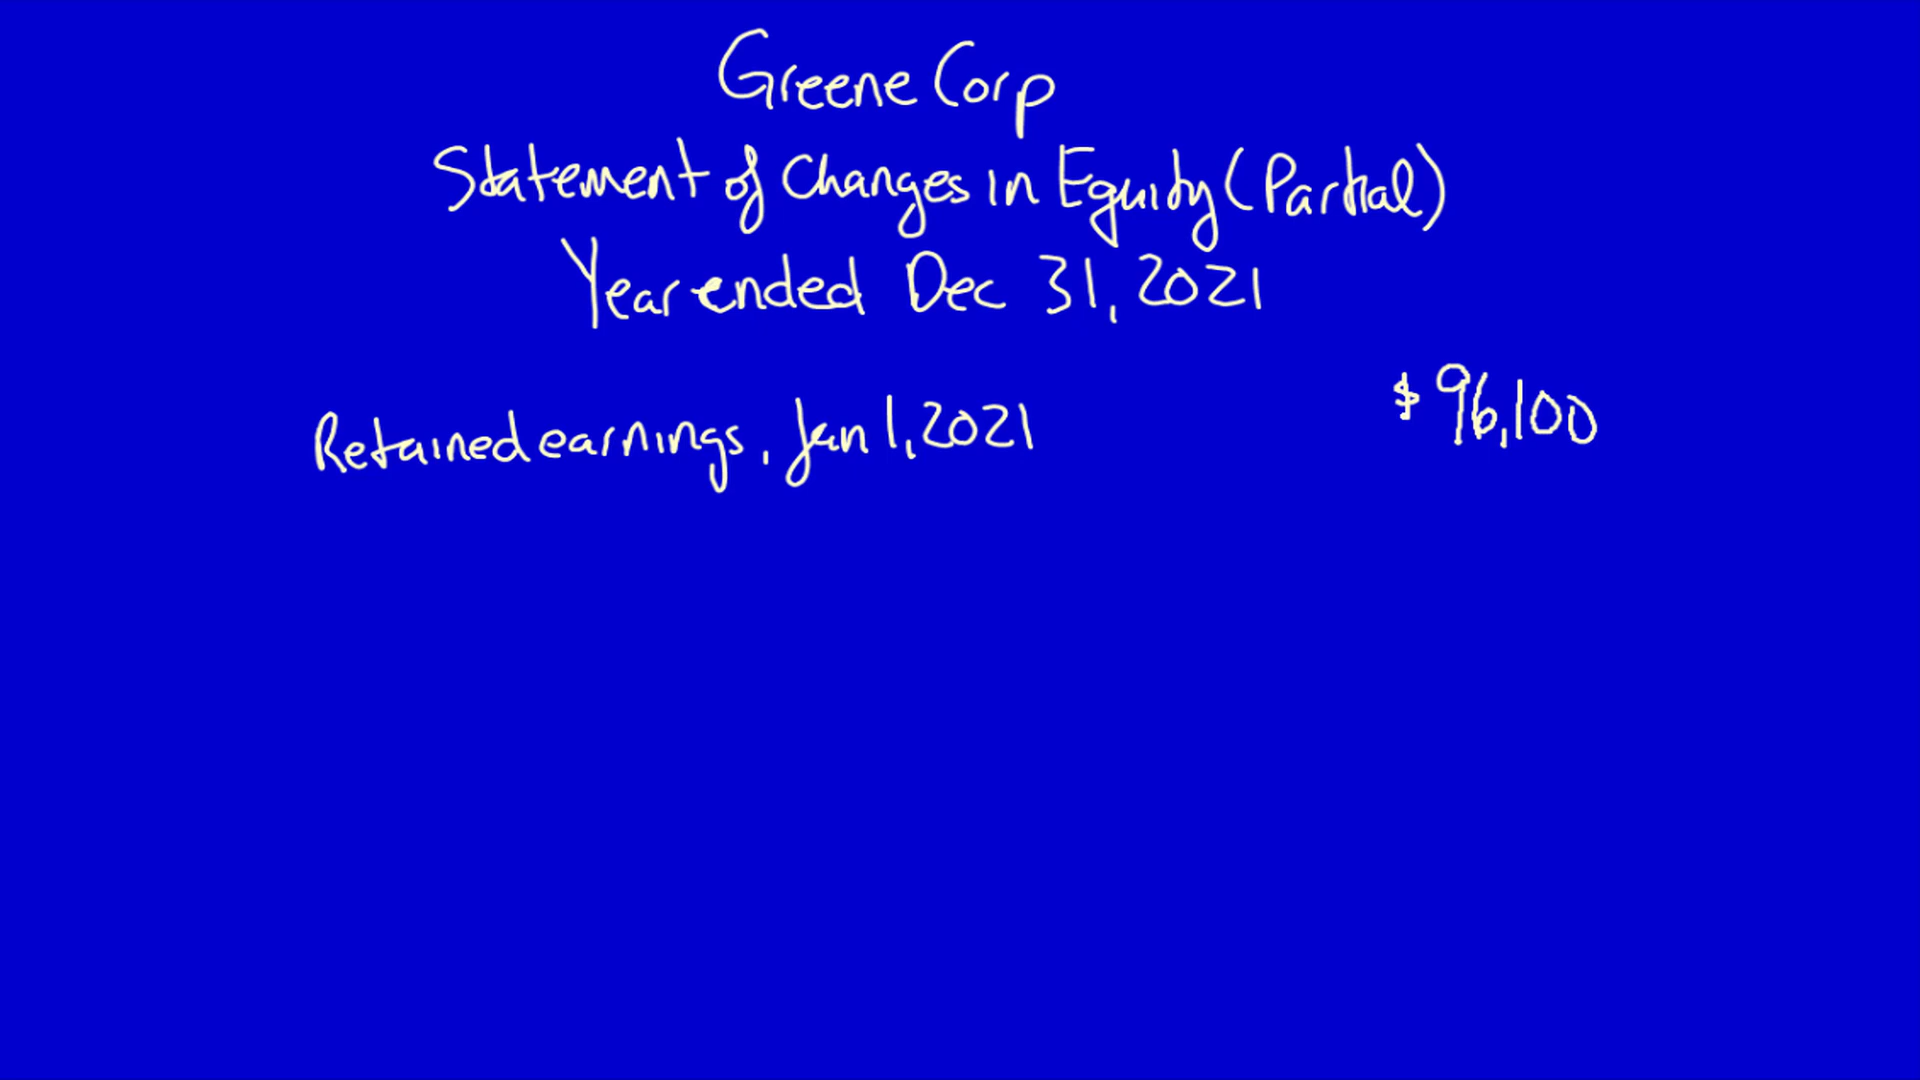 Greene Corp
Statement of Changes in Equity (Partial)
Year ended Dec 31, 2021
Retained earnings, Jan 1, 2021 $96,100